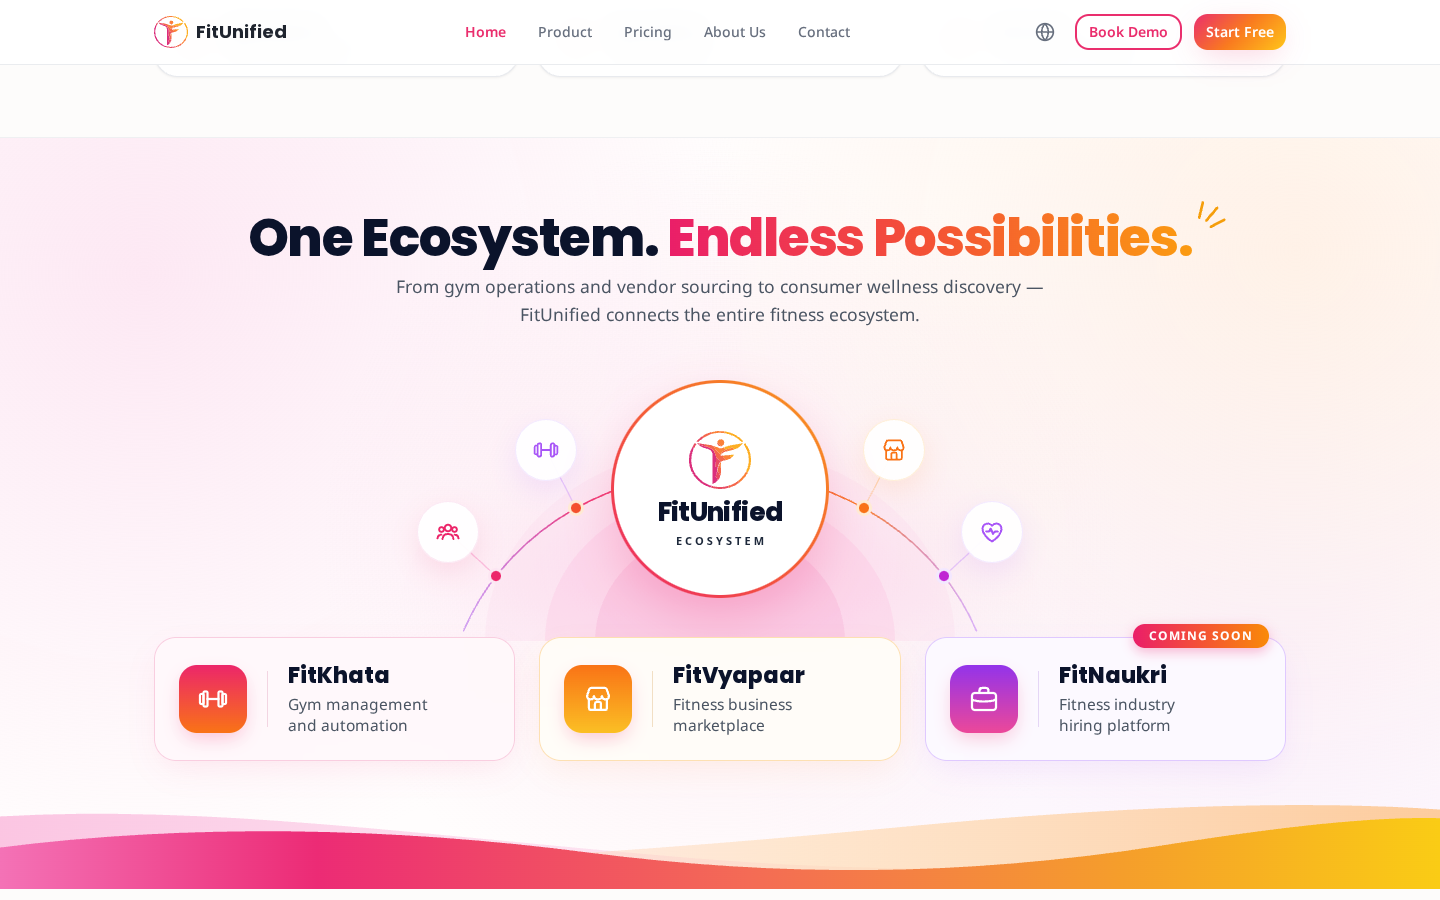 FitUnified
Home
Product
Pricing
About Us
Contact
Book Demo
Start Free
One Ecosystem. Endless Possibilities.
From gym operations and vendor sourcing to consumer wellness discovery —
FitUnified connects the entire fitness ecosystem.
FitUnified
ECOSYSTEM
FitKhata
Gym management
and automation
FitVyapaar
Fitness business
marketplace
COMING SOON
FitNaukri
Fitness industry
hiring platform